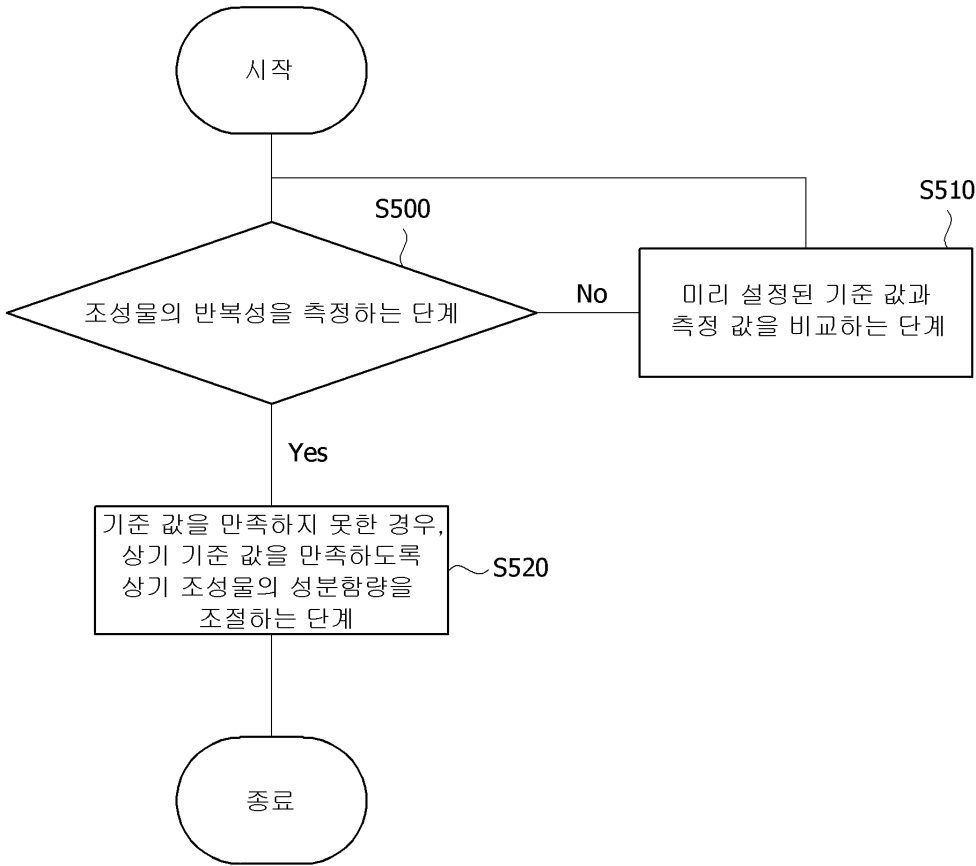 시작
S500
S510
조성물의 반복성을 측정하는 단계
No
미리 설정된 기준 값과
측정 값을 비교하는 단계
Yes
기준 값을 만족하지 못한 경우,
상기 기준 값을 만족하도록
상기 조성물의 성분함량을
조절하는 단계
S520
종료